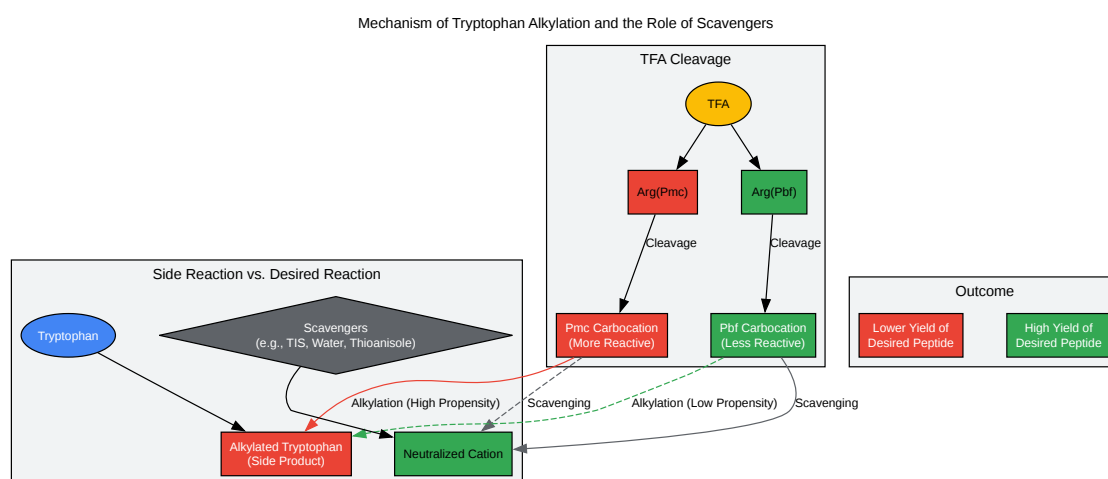 Mechanism of Tryptophan Alkylation and the Role of Scavengers
TFA Cleavage
TFA
Arg(Pmc)
Arg(Pbf)
Cleavage
Cleavage
Side Reaction vs. Desired Reaction
Outcome
Tryptophan
Scavengers
(e.g., TIS, Water, Thioanisole)
Pmc Carbocation
(More Reactive)
Pbf Carbocation
(Less Reactive)
Lower Yield of
Desired Peptide
High Yield of
Desired Peptide
Alkylation (High Propensity)
Scavenging
Alkylation (Low Propensity)
Scavenging
Alkylated Tryptophan
(Side Product)
Neutralized Cation